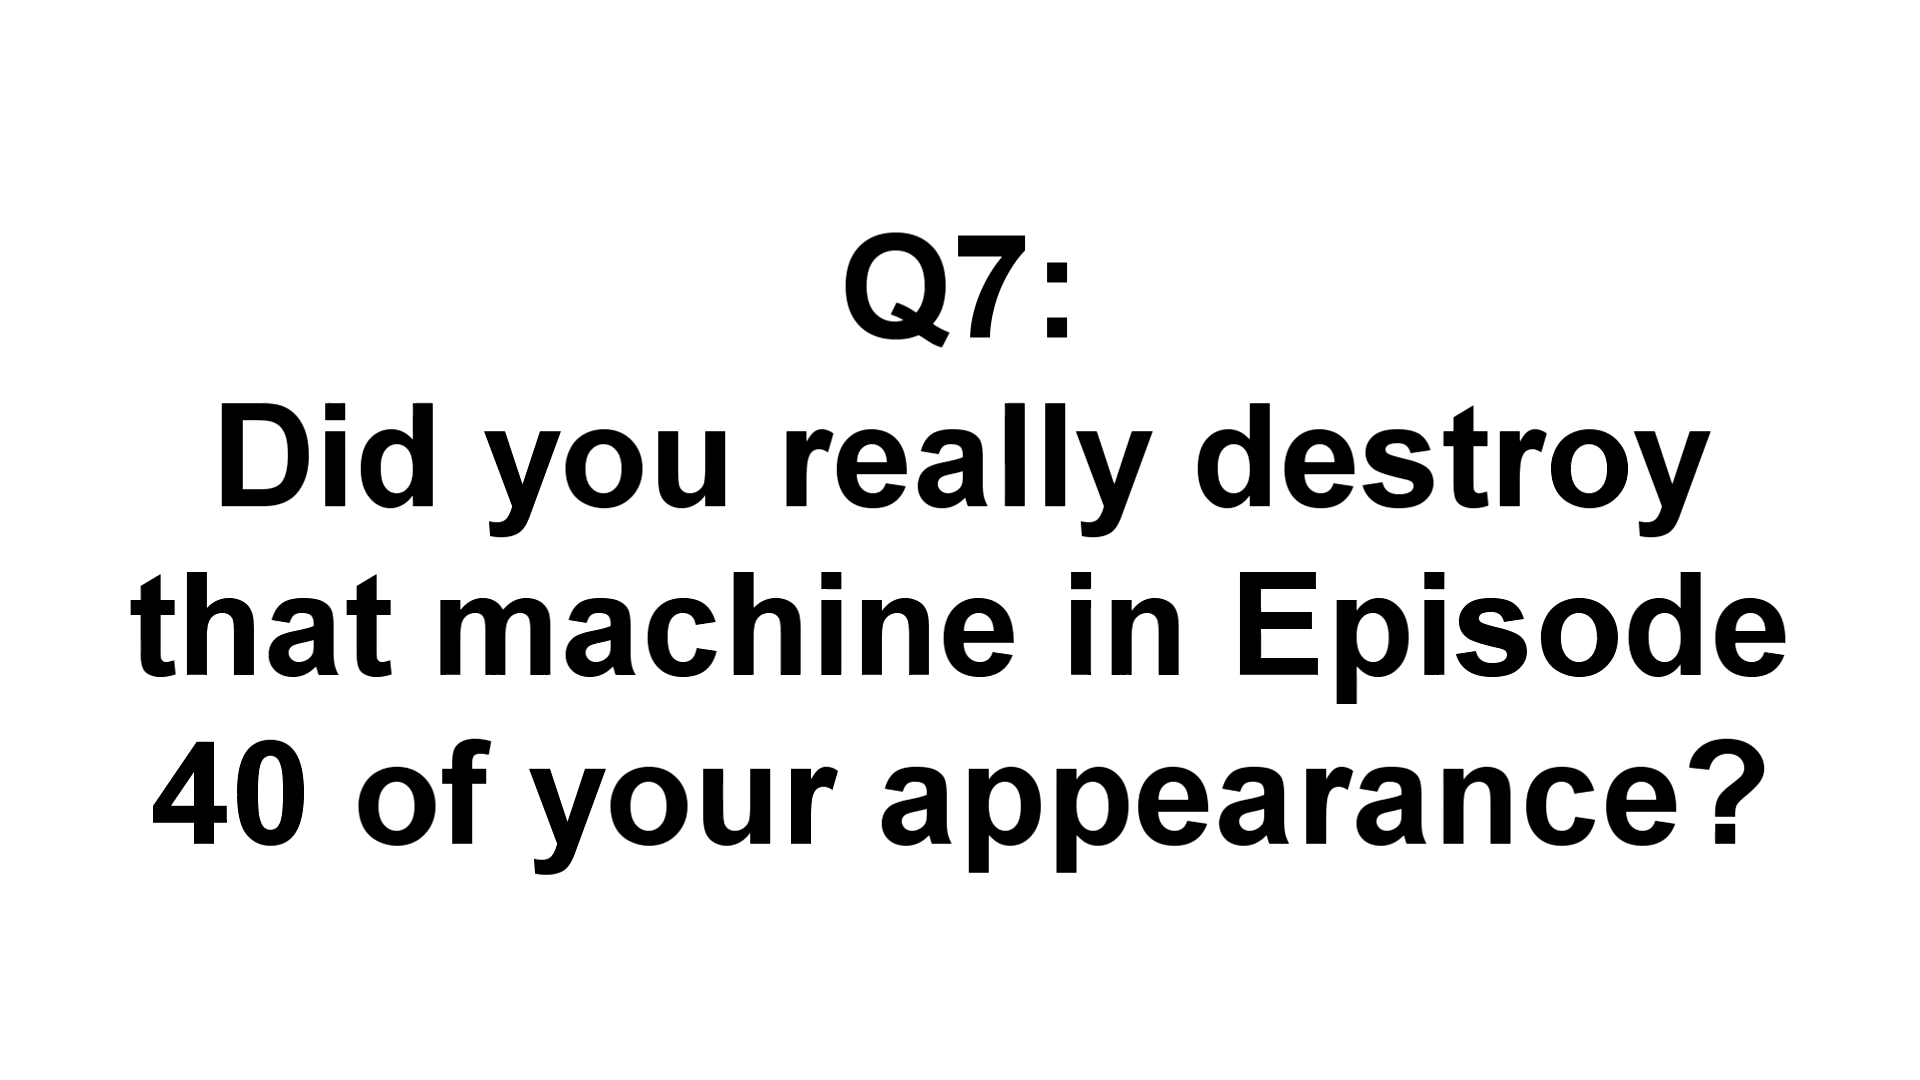 Q7:
Did you really destroy
that machine in Episode
40 of your appearance?